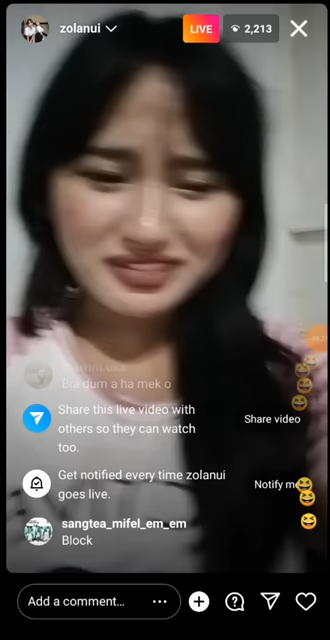 zolanui
LIVE
2,213
Bia dum a ha mek o
Share this live video with
others so they can watch
too.
Share video
Get notified every time zolanui
goes live.
Notify me
sangtea_mifel_em_em
Block
Add a comment...